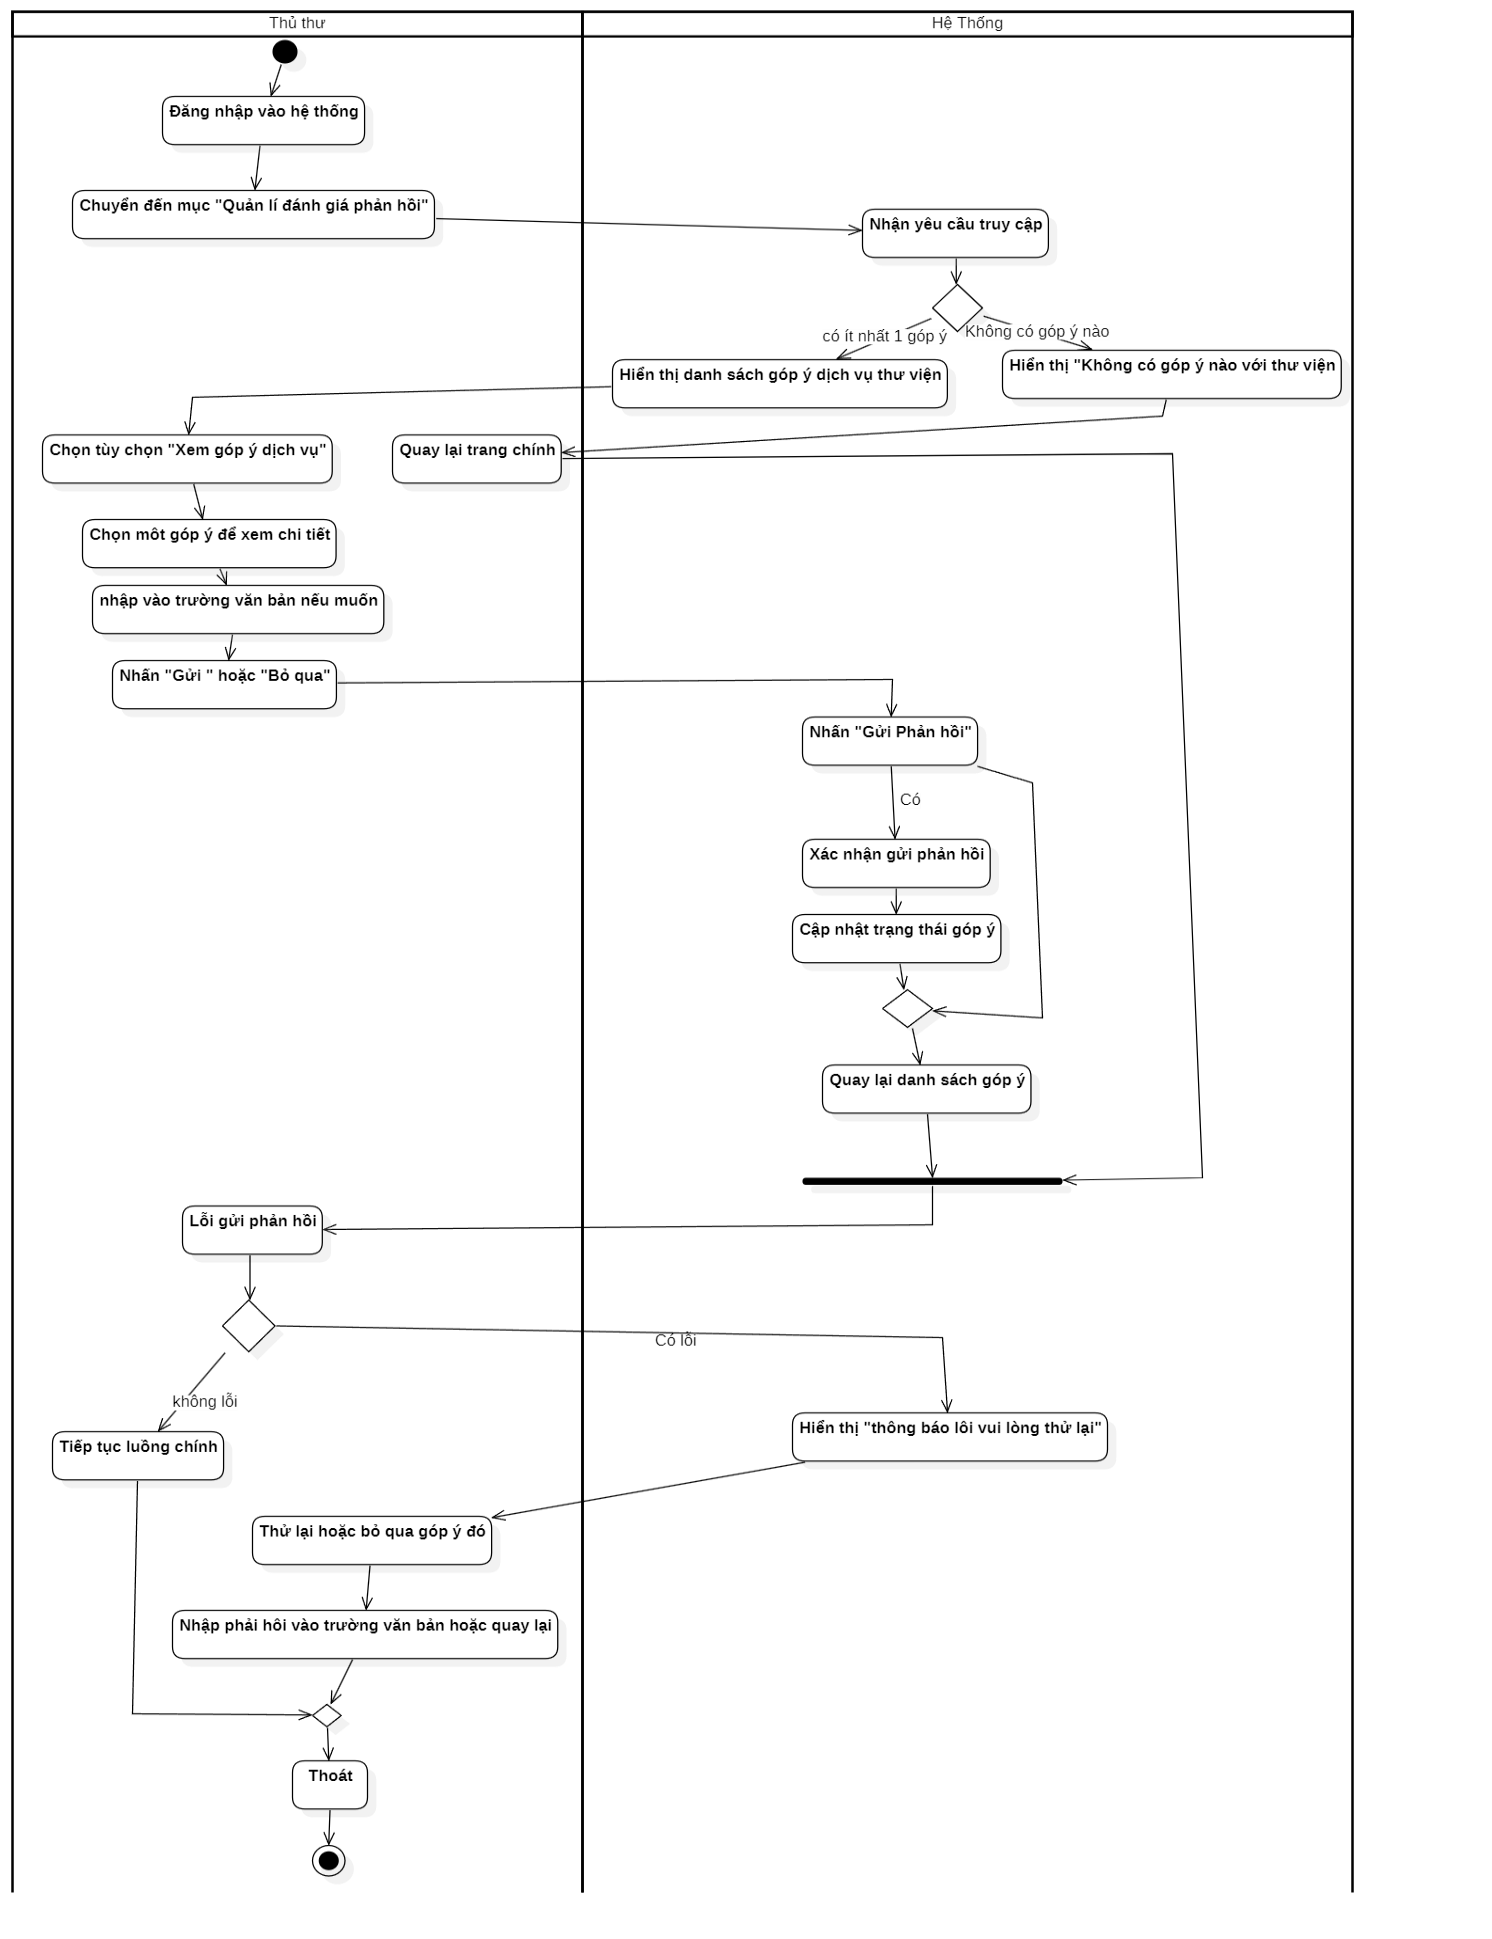 Thủ thư
Hệ Thống
Đăng nhập vào hệ thống
Chuyển đến mục "Quản lí đánh giá phản hồi"
Nhận yêu cầu truy cập
có ít nhất 1 góp ý
Không có góp ý nào
Hiển thị danh sách góp ý dịch vụ thư viện
Hiển thị "Không có góp ý nào với thư viện
Chọn tùy chọn "Xem góp ý dịch vụ"
Quay lại trang chính
Chọn môt góp ý để xem chi tiết
nhập vào trường văn bản nếu muốn
Nhấn "Gửi " hoặc "Bỏ qua"
Nhấn "Gửi Phản hồi"
Có
Xác nhận gửi phản hồi
Cập nhật trạng thái góp ý
Quay lại danh sách góp ý
Lỗi gửi phản hồi
Có lỗi
không lỗi
Hiển thị "thông báo lôi vui lòng thử lại"
Tiếp tục luồng chính
Thử lại hoặc bỏ qua góp ý đó
Nhập phải hôi vào trường văn bản hoặc quay lại
Thoát